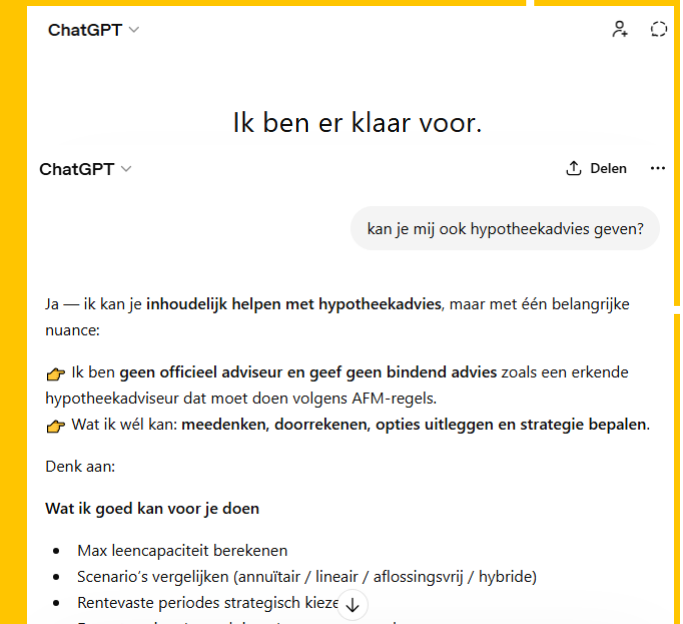 ChatGPT
Ik ben er klaar voor.
ChatGPT
Delen
kan je mij ook hypotheekadvies geven?
Ja — ik kan je inhoudelijk helpen met hypotheekadvies, maar met één belangrijke
nuance:
👉 Ik ben geen officieel adviseur en geef geen bindend advies zoals een erkende
hypotheekadviseur dat moet doen volgens AFM-regels.
👉 Wat ik wél kan: meedenken, doorrekenen, opties uitleggen en strategie bepalen.
Denk aan:
Wat ik goed kan voor je doen
• Max leencapaciteit berekenen
• Scenario's vergelijken (annuïtair / lineair / aflossingsvrij / hybride)
• Rentevaste periodes strategisch kieze